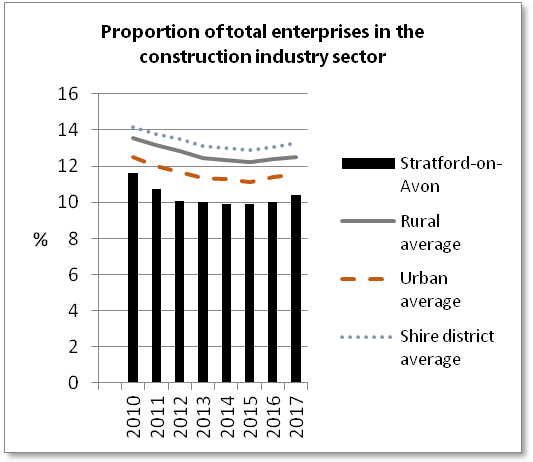 Proportion of total enterprises in the
construction industry sector
16
14
12
10
8
6
4
2
0
%
2010
2011
2012
2013
2014
2015
2016
2017
Stratford-on-
Avon
Rural
average
Urban
average
Shire district
average